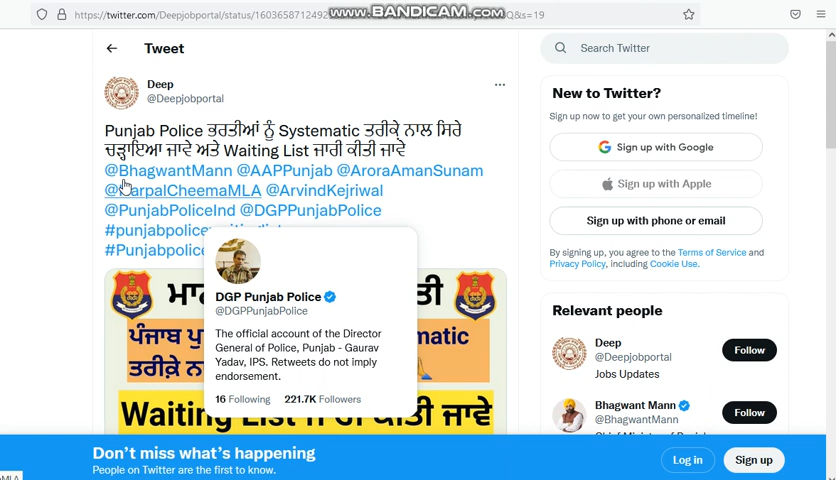 https://twitter.com/Deepjobportal/status/1603658712492
www.BANDICAM.com
Q&s=19
Tweet
Search Twitter
Deep
@Deepjobportal
Punjab Police ਭਰਤੀਆਂ ਨੂੰ Systematic ਤਰੀਕੇ ਨਾਲ ਸਿਰੇ
ਚੜ੍ਹਾਇਆ ਜਾਵੇ ਅਤੇ Waiting List ਜਾਰੀ ਕੀਤੀ ਜਾਵੇ
@BhagwantMann @AAPPunjab @AroraAmanSunam
@HarpalCheemaMLA @ArvindKejriwal
@PunjabPoliceInd @DGPPunjabPolice
#Punjabpolice
DGP Punjab Police
@DGPPunjabPolice
The official account of the Director
General of Police, Punjab - Gaurav
Yadav, IPS. Retweets do not imply
endorsement.
16 Following 221.7K Followers
ਪੰਜਾਬ
ਤਰੀਕੇ
Waiting List
ਕੀਤੀ ਜਾਵੇ
New to Twitter?
Sign up now to get your own personalized timeline!
Sign up with Google
Sign up with Apple
Sign up with phone or email
By signing up, you agree to the Terms of Service and
Privacy Policy, including Cookie Use.
Relevant people
Deep
@Deepjobportal
Follow
Jobs Updates
Bhagwant Mann
@BhagwantMann
Follow
Don't miss what's happening
People on Twitter are the first to know.
Log in
Sign up